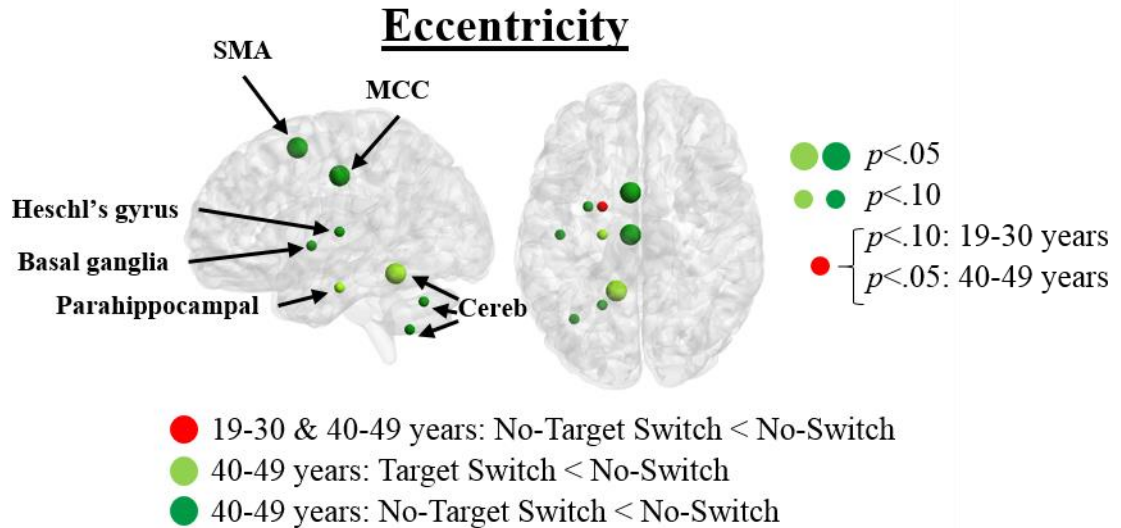 Eccentricity
SMA
MCC
Heschl's gyrus
Basal ganglia
Parahippocampal
Cereb
p<.05
p<.10
p<.10: 19-30 years
p<.05: 40-49 years
19-30 & 40-49 years: No-Target Switch < No-Switch
40-49 years: Target Switch < No-Switch
40-49 years: No-Target Switch < No-Switch